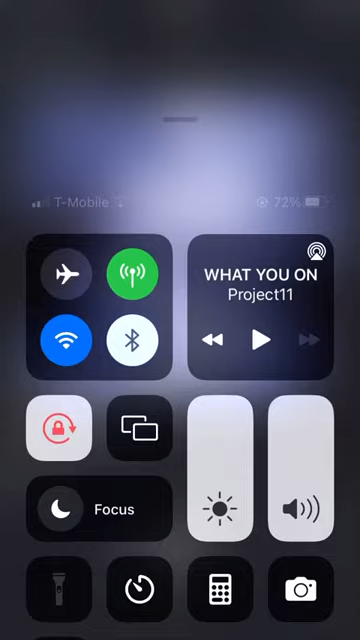 T-Mobile
72%
WHAT YOU ON
Project11
Focus